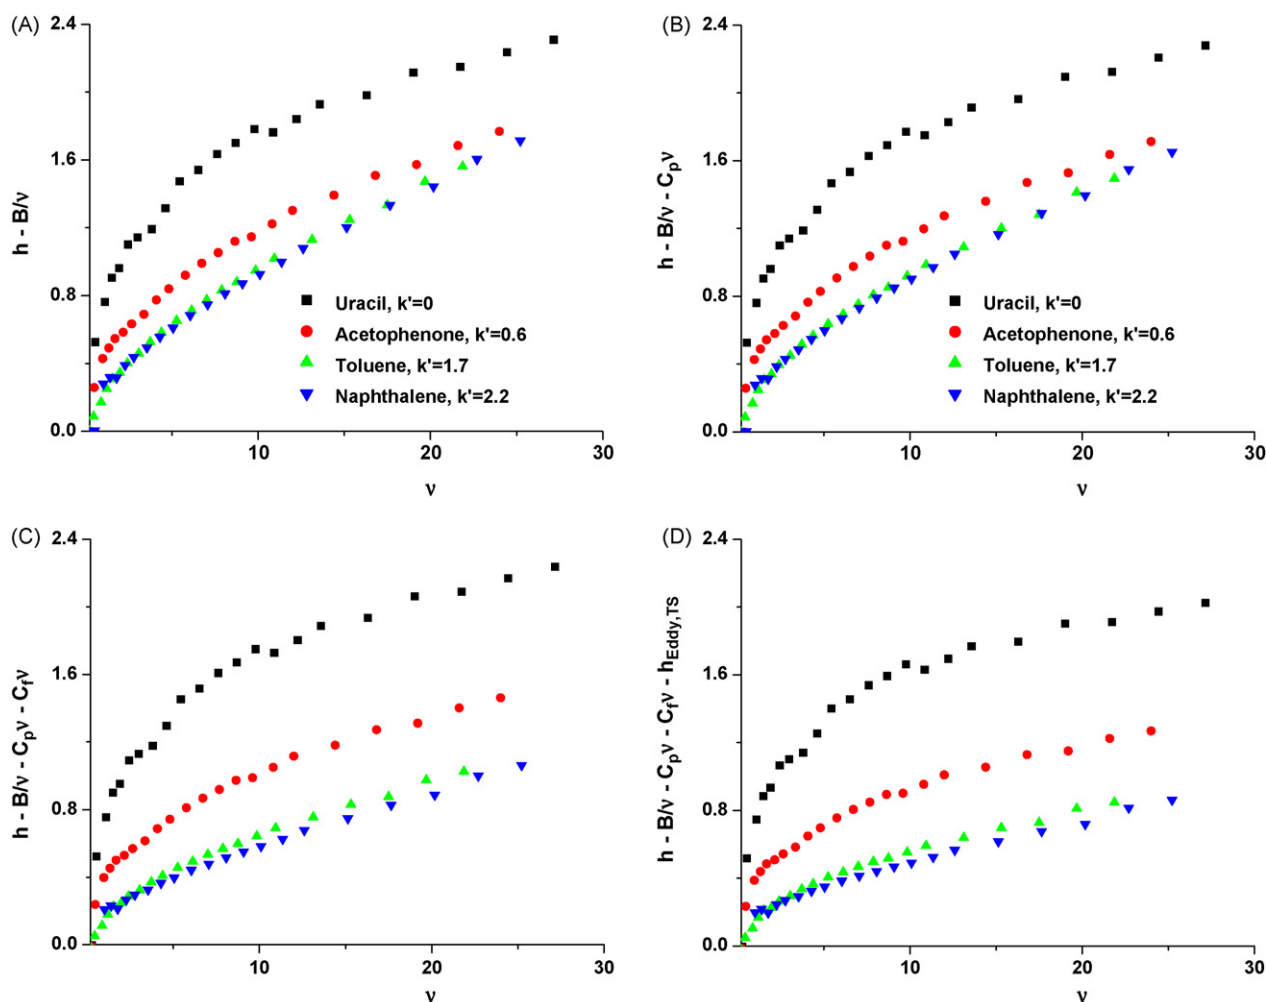 (A)
2.4
1.6
0.8
0.0
h - B/ν
Uracil, k'=0
Acetophenone, k'=0.6
Toluene, k'=1.7
Naphthalene, k'=2.2
10
20
30
ν
(B)
2.4
1.6
0.8
0.0
h - B/ν - Cpν
Uracil, k'=0
Acetophenone, k'=0.6
Toluene, k'=1.7
Naphthalene, k'=2.2
10
20
30
ν
(C)
2.4
1.6
0.8
0.0
h - B/ν - Cpν - Cfν
10
20
30
ν
(D)
2.4
1.6
0.8
0.0
h - B/ν - Cpν - Cfν - hEddy,TS
10
20
30
ν